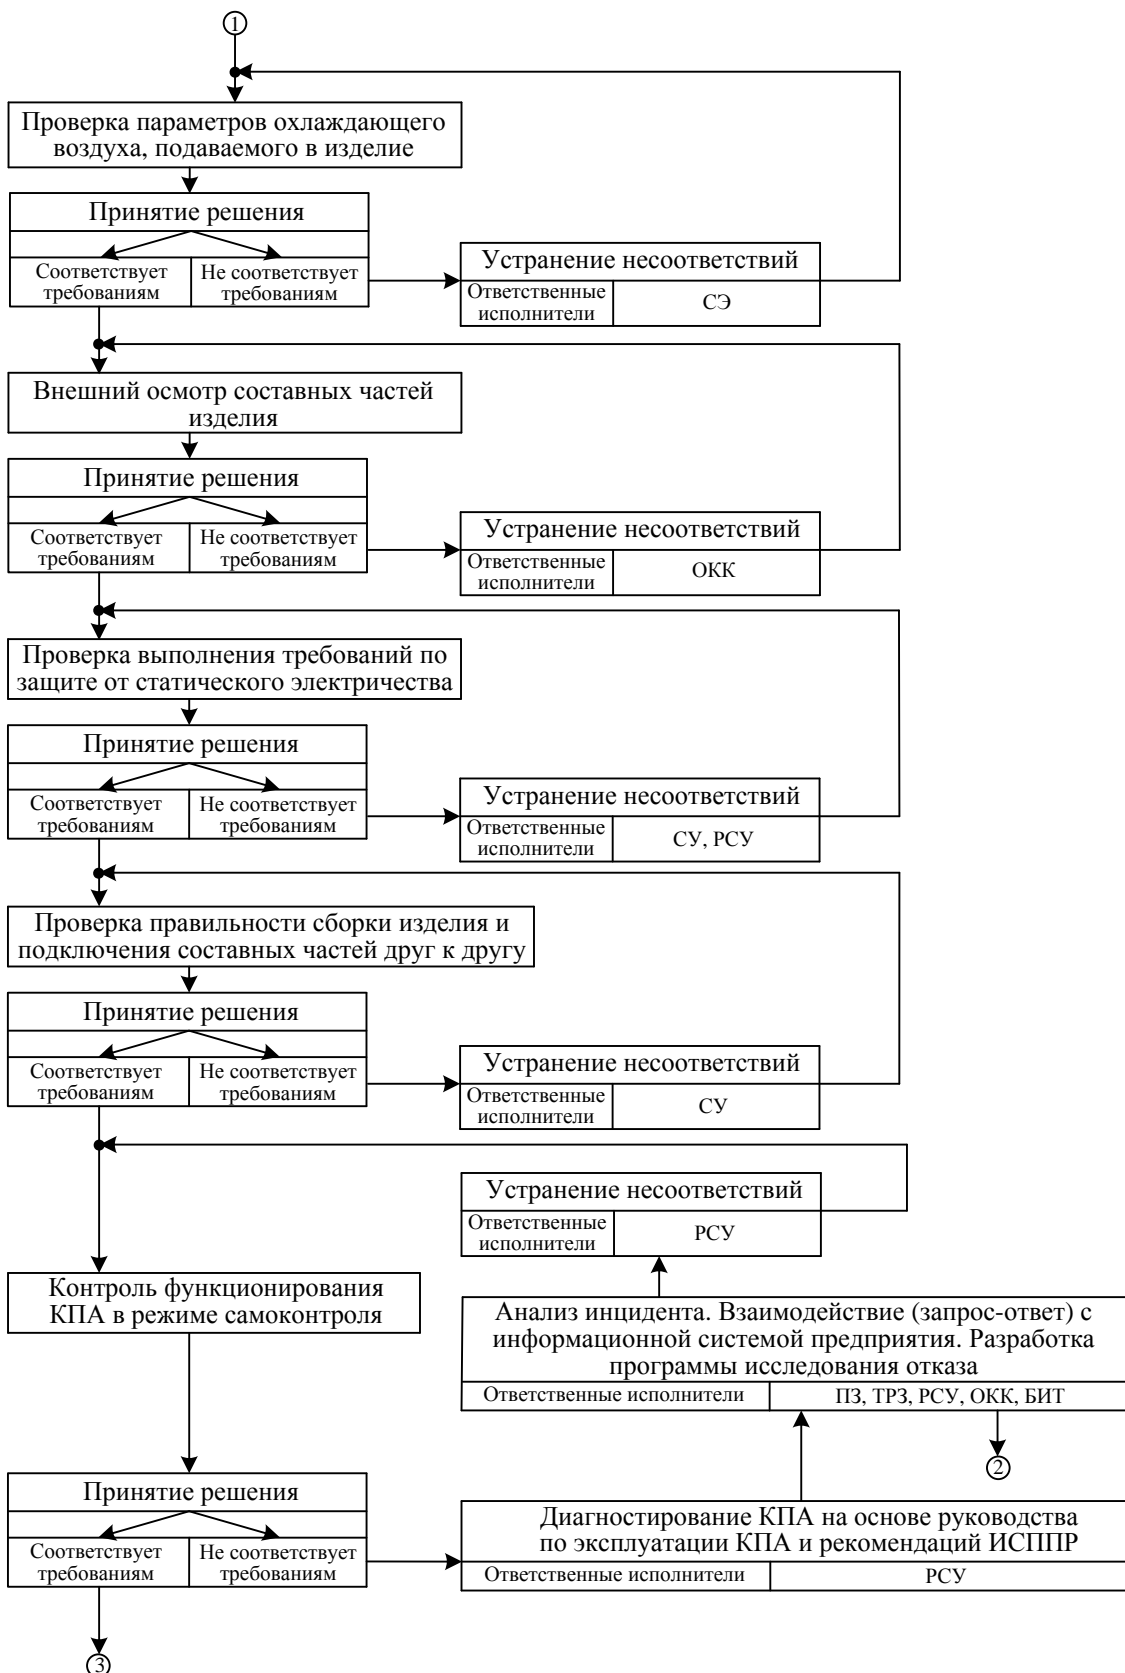 1
Проверка параметров охлаждающего
воздуха, подаваемого в изделие
Принятие решения
Соответствует
требованиям
Не соответствует
требованиям
Устранение несоответствий
Ответственные
исполнители
СЭ
Внешний осмотр составных частей
изделия
Принятие решения
Соответствует
требованиям
Не соответствует
требованиям
Устранение несоответствий
Ответственные
исполнители
ОКК
Проверка выполнения требований по
защите от статического электричества
Принятие решения
Соответствует
требованиям
Не соответствует
требованиям
Устранение несоответствий
Ответственные
исполнители
СУ, РСУ
Проверка правильности сборки изделия и
подключения составных частей друг к другу
Принятие решения
Соответствует
требованиям
Не соответствует
требованиям
Устранение несоответствий
Ответственные
исполнители
СУ
Устранение несоответствий
Ответственные
исполнители
РСУ
Контроль функционирования
КПА в режиме самоконтроля
Анализ инцидента. Взаимодействие (запрос-ответ) с
информационной системой предприятия. Разработка
программы исследования отказа
Ответственные исполнители
ПЗ, ТРЗ, РСУ, ОКК, БИТ
2
Принятие решения
Соответствует
требованиям
Не соответствует
требованиям
Диагностирование КПА на основе руководства
по эксплуатации КПА и рекомендаций ИСППР
Ответственные исполнители
РСУ
3